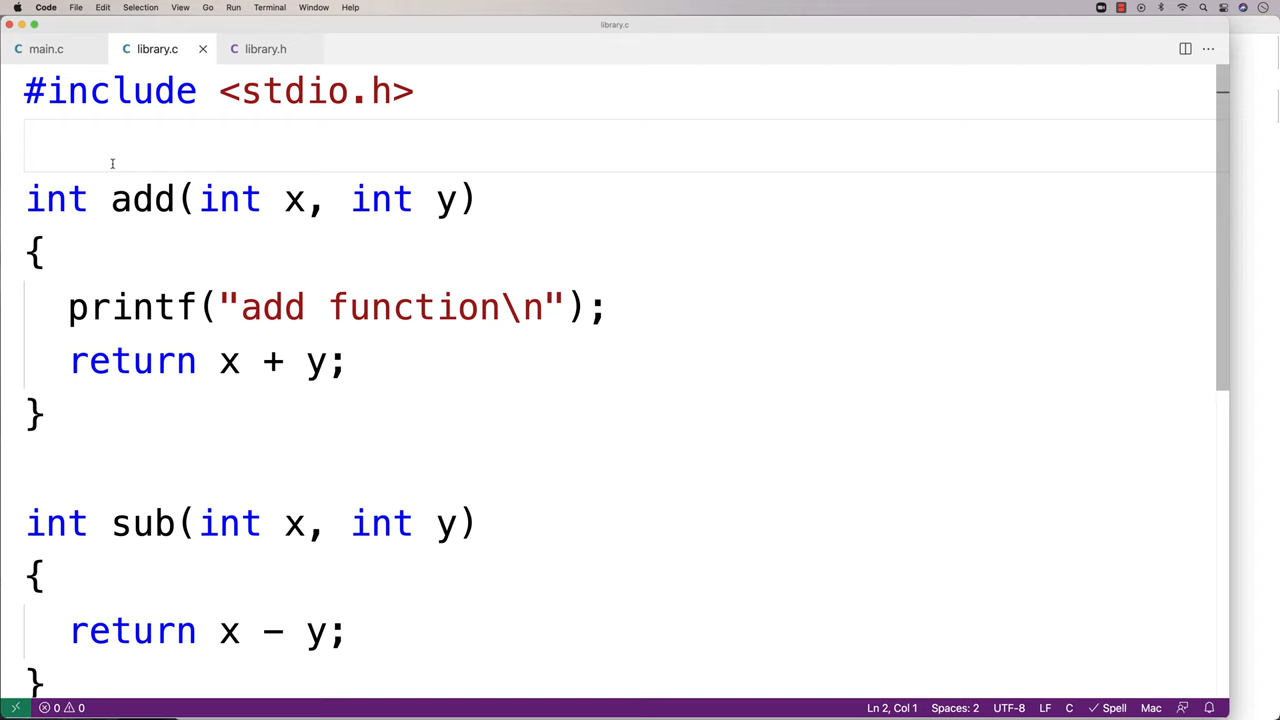 Code File Edit Selection View Go Run Terminal Window Help
library.c
C main.c C library.c C library.h
#include <stdio.h>
int add(int x, int y)
{
printf("add function\n");
return x + y;
}
int sub(int x, int y)
{
return x - y;
}
0 0 Ln 2, Col 1 Spaces: 2 UTF-8 LF C Spell Mac